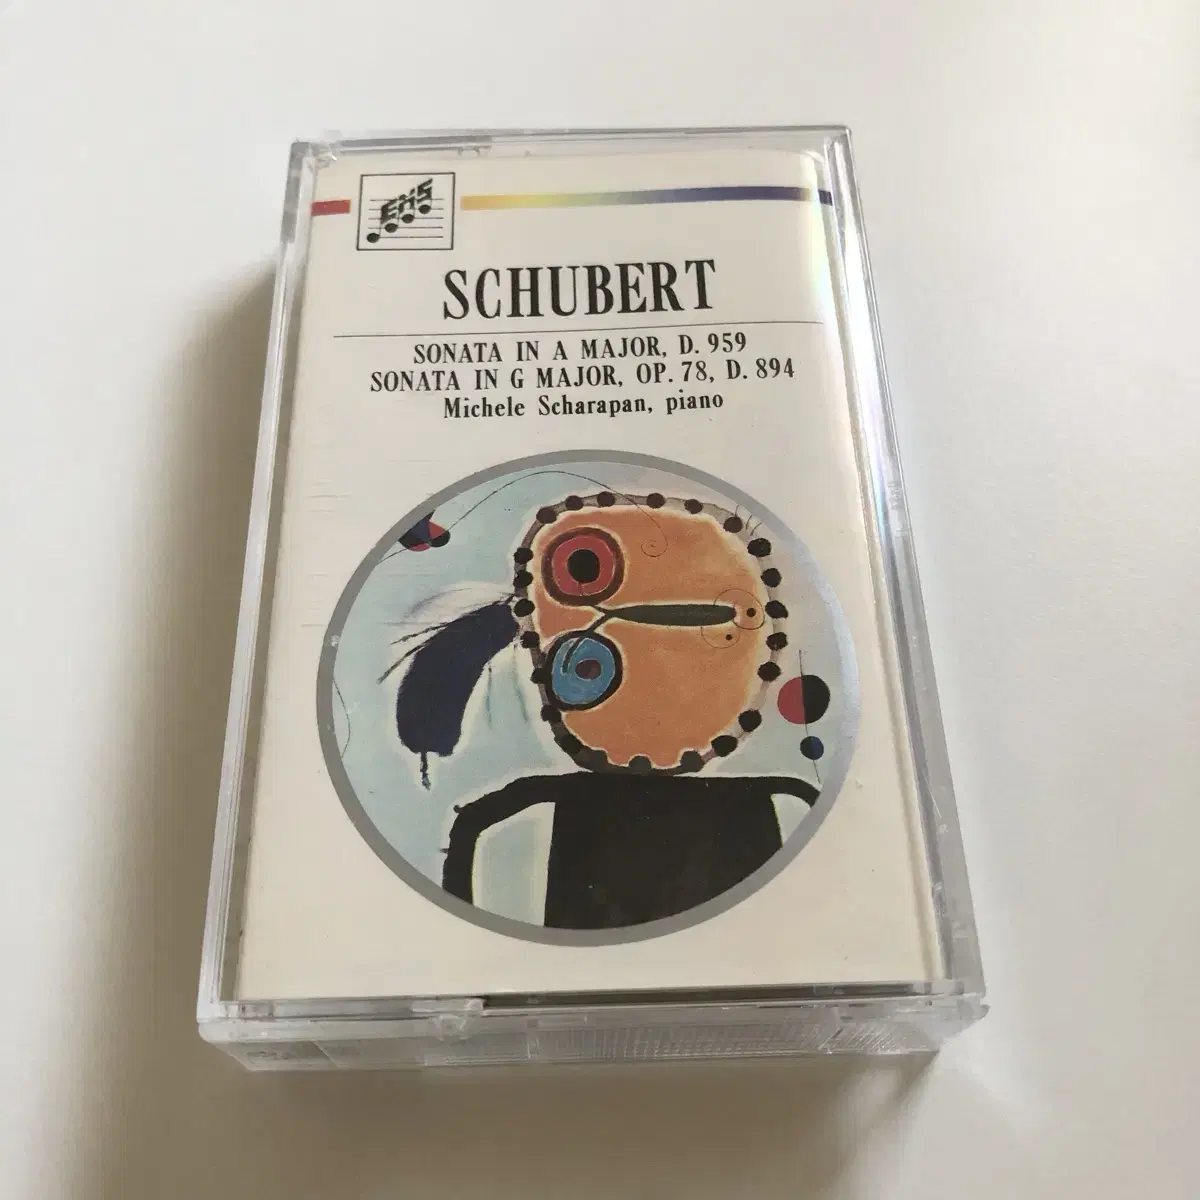 EMS
SCHUBERT
SONATA IN A MAJOR, D. 959
SONATA IN G MAJOR, OP. 78, D. 894
Michele Scharapan, piano